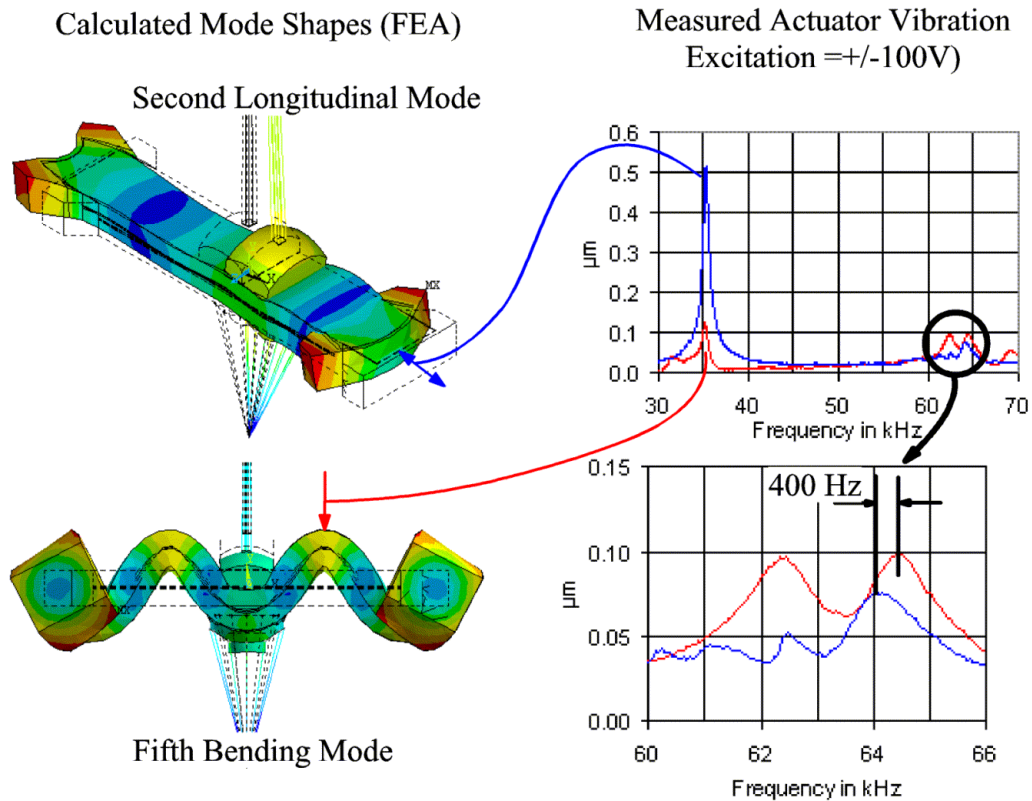 Calculated Mode Shapes (FEA)
Measured Actuator Vibration
Excitation =+/-100V)
Second Longitudinal Mode
MX
X
0.6
0.5
0.4
0.3
0.2
0.1
0.0
µm
30 40 50 60 70
Frequency in kHz
0.15
0.10
0.05
0.00
µm
400 Hz
60 62 64 66
Frequency in kHz
Fifth Bending Mode